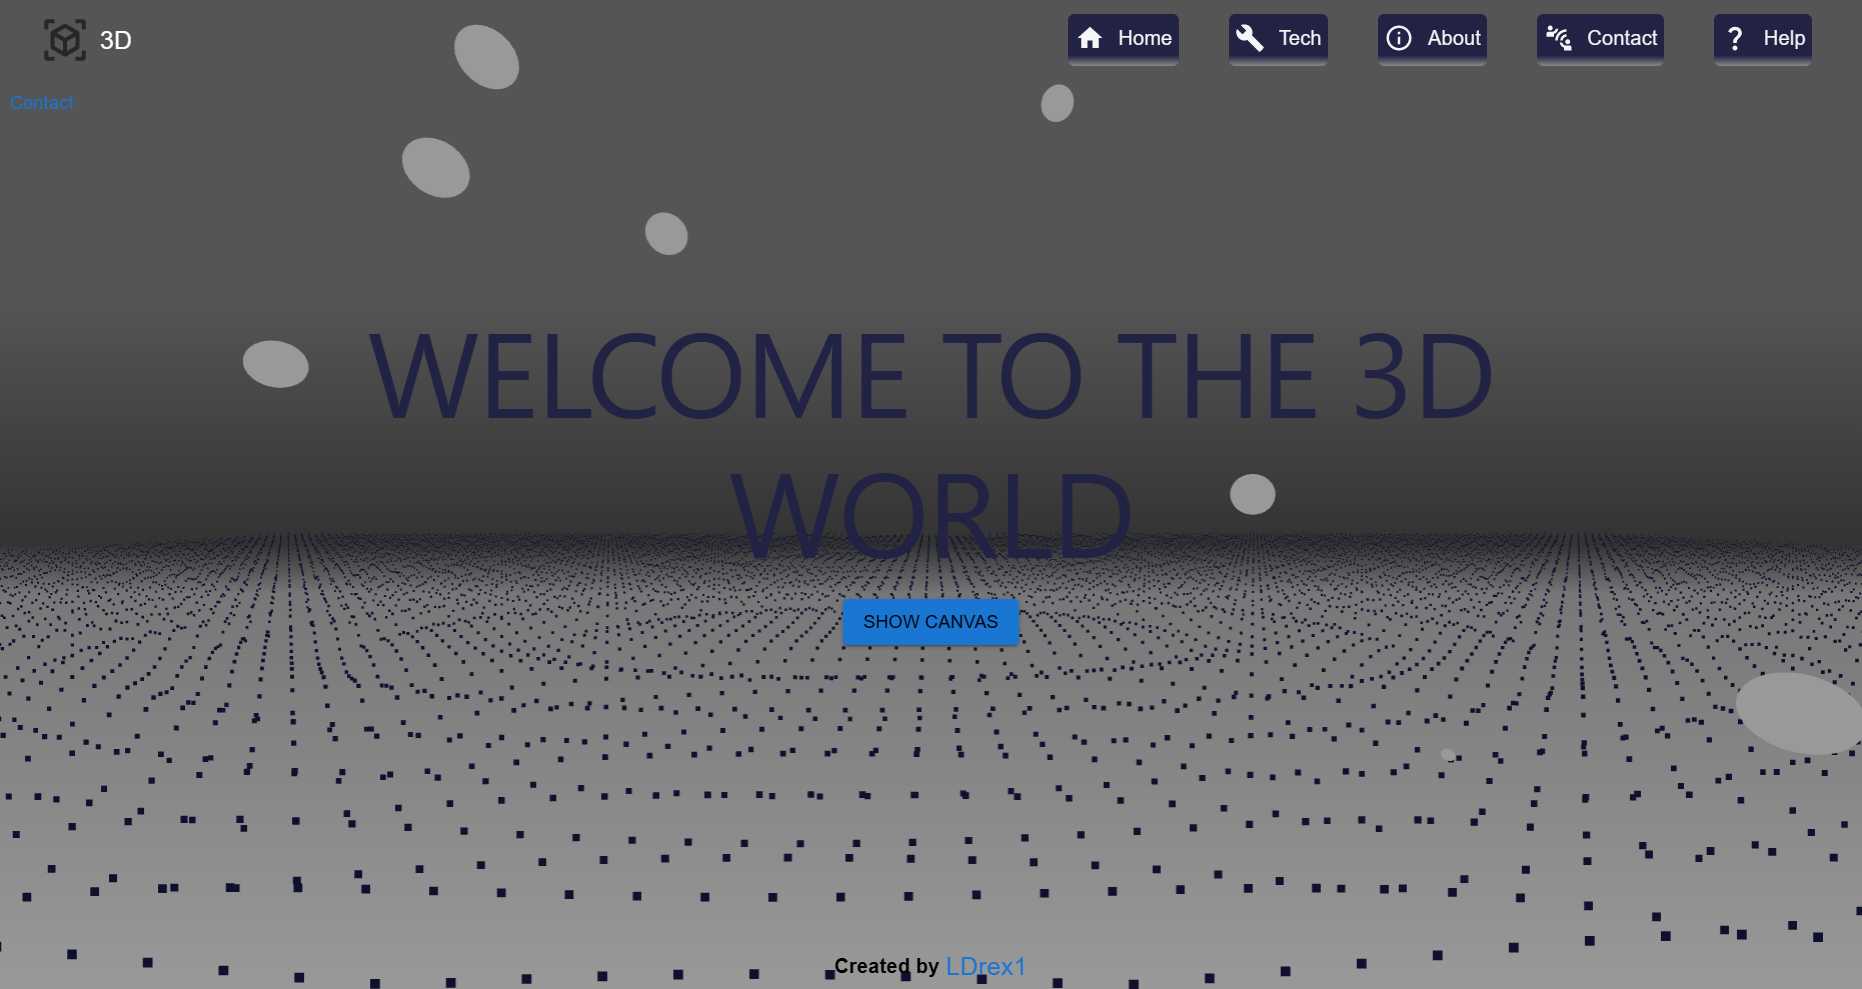 3D
Home
Tech
About
Contact
Help
Contact
WELCOME TO THE 3D
WORLD
SHOW CANVAS
Created by LDrex1